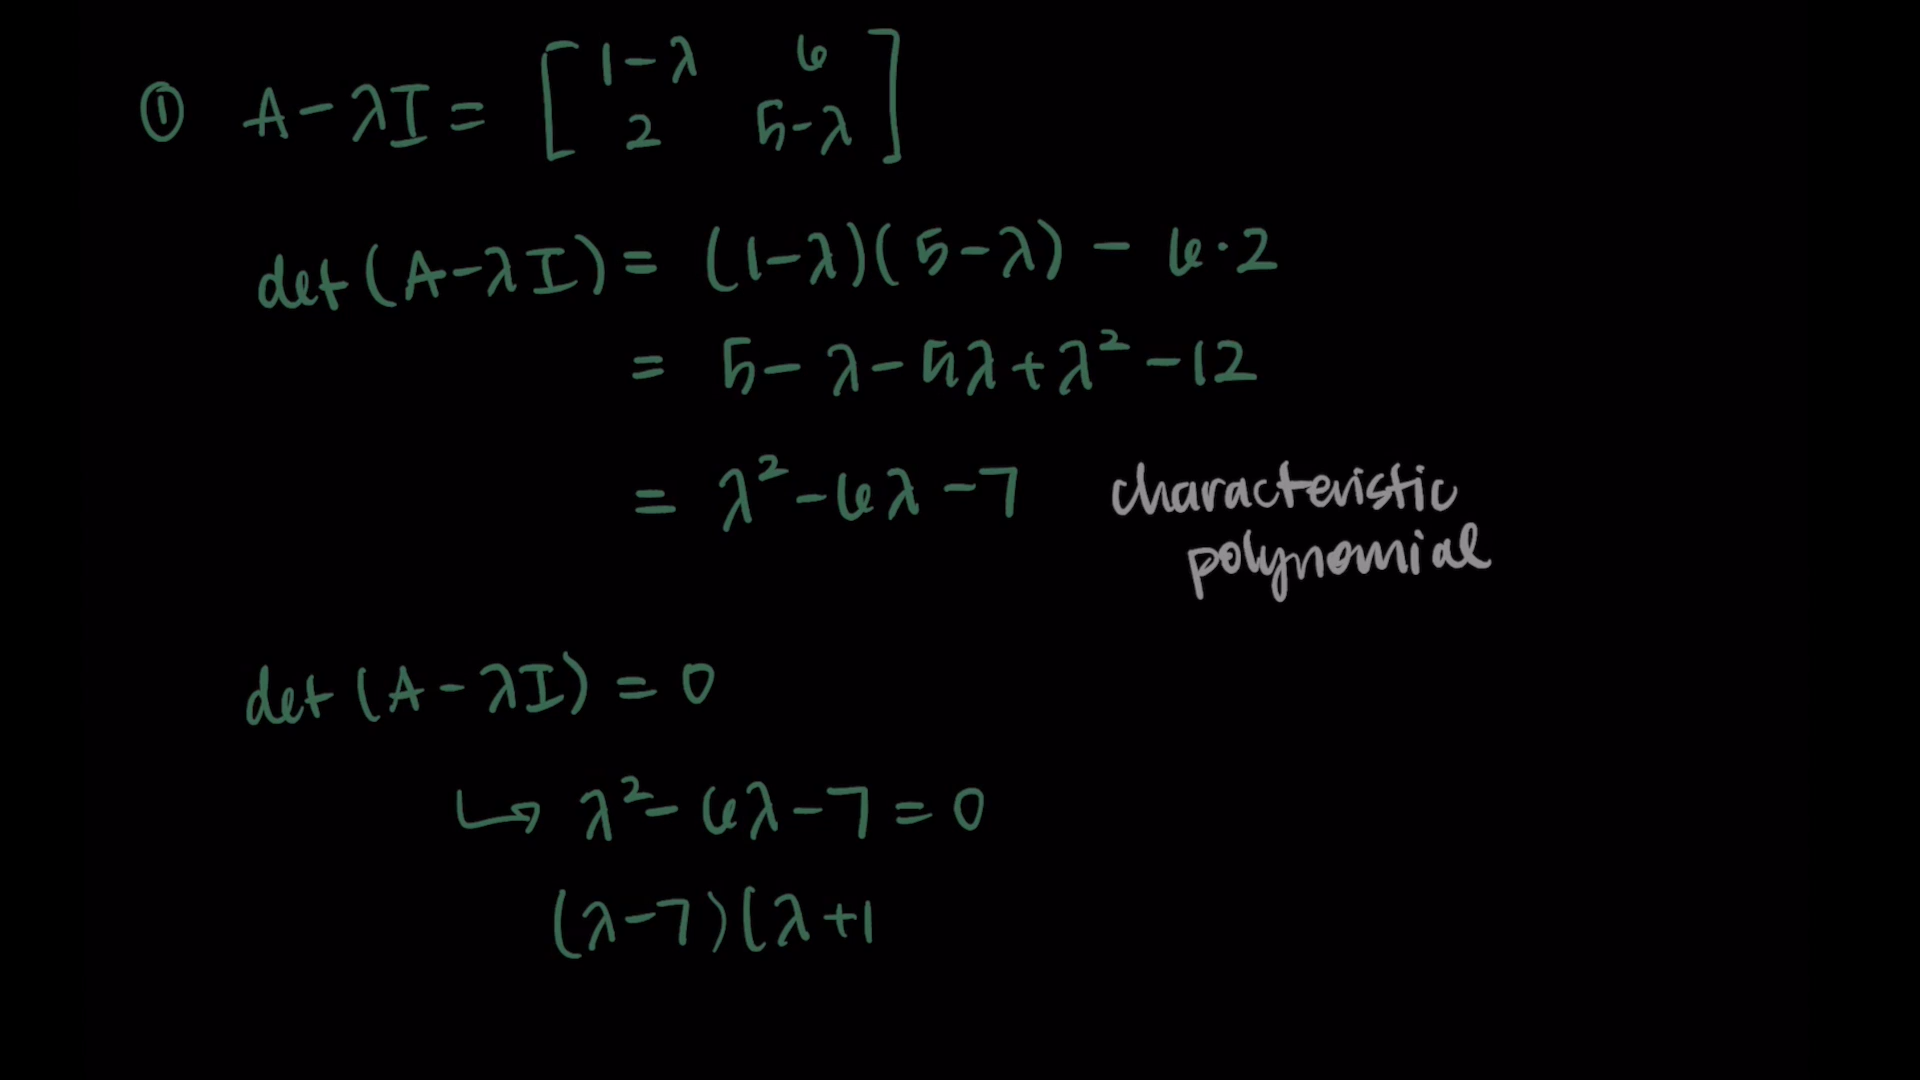 ① A-λI = [1-λ 6
2 5-λ]
det(A-λI) = (1-λ)(5-λ) - 6·2
= 5-λ-5λ+λ²-12
= λ²-6λ-7 characteristic
polynomial
det(A-λI) = 0
↳ λ²-6λ-7=0
(λ-7)(λ+1